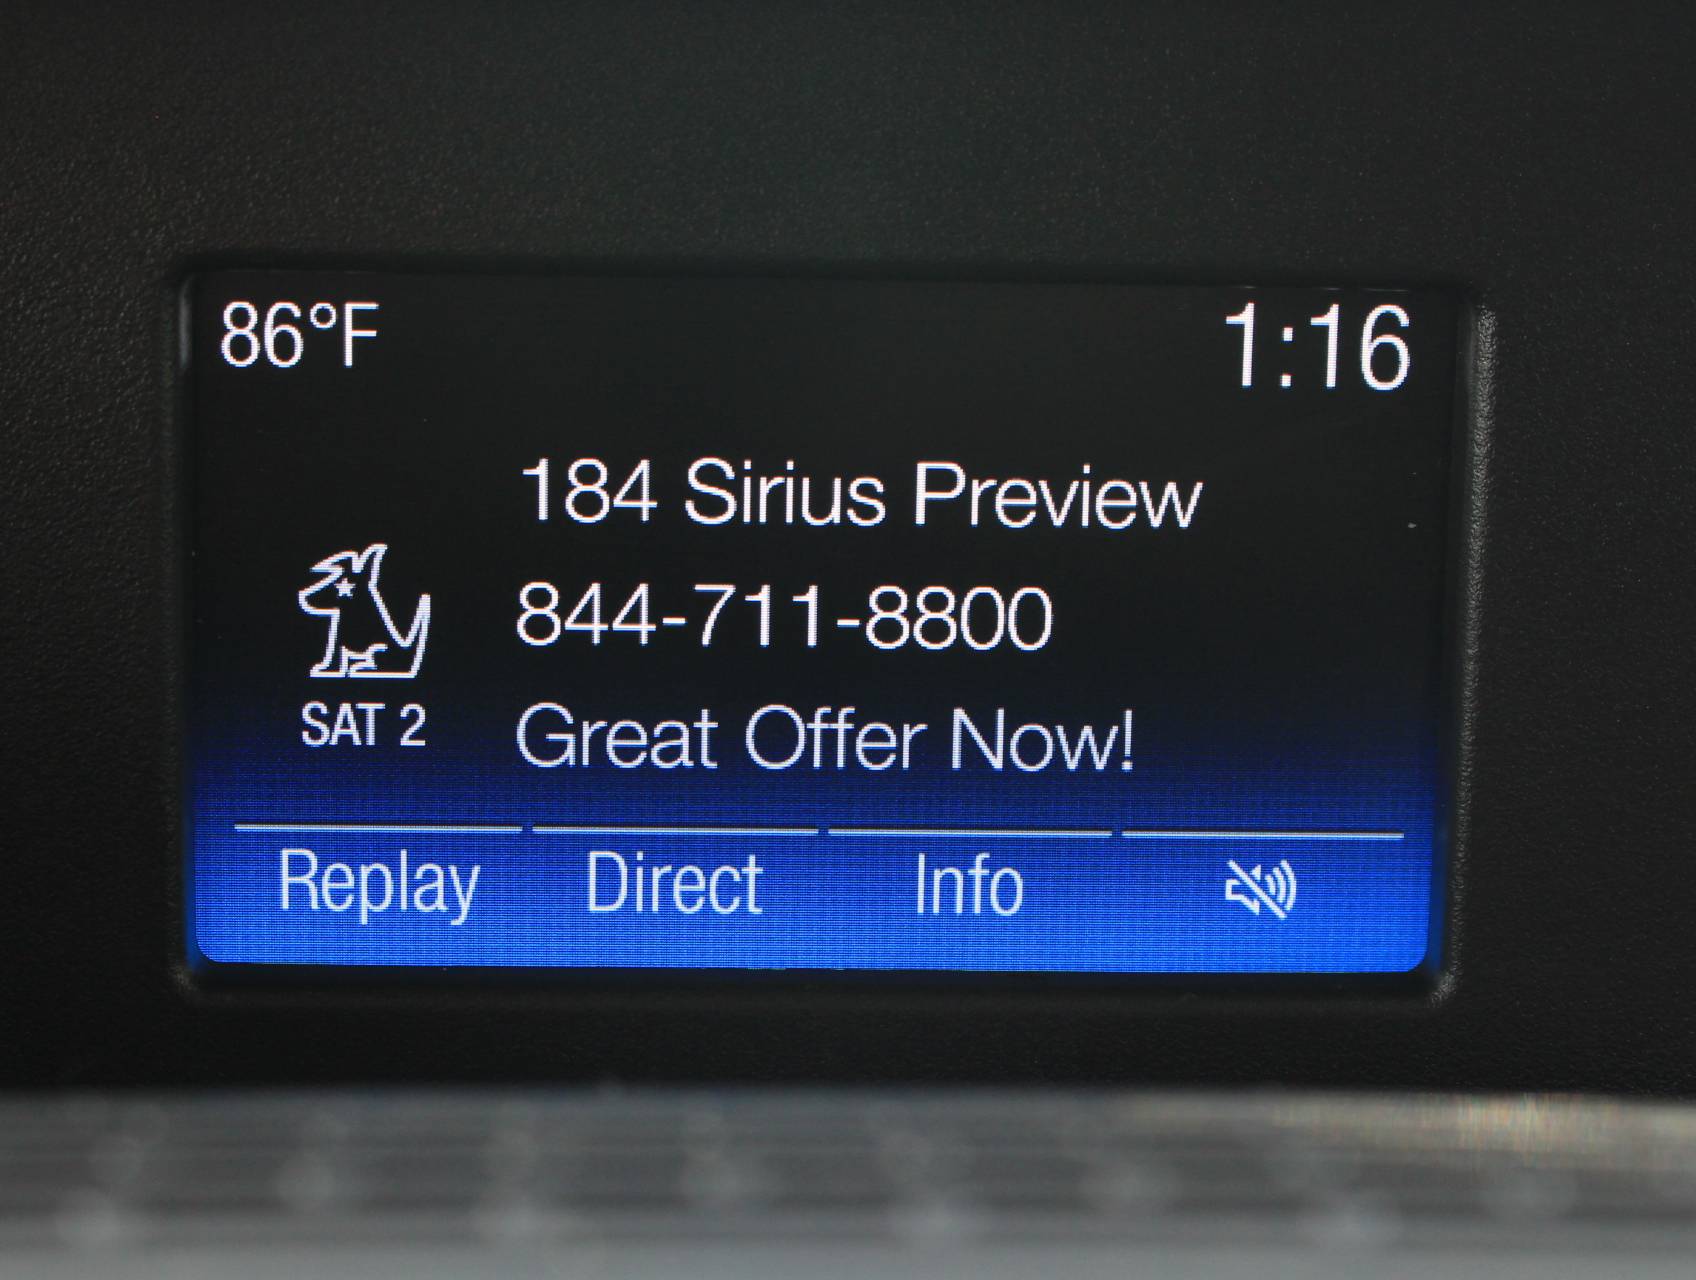 86°F 1:16
184 Sirius Preview
844-711-8800
SAT 2 Great Offer Now!
Replay Direct Info